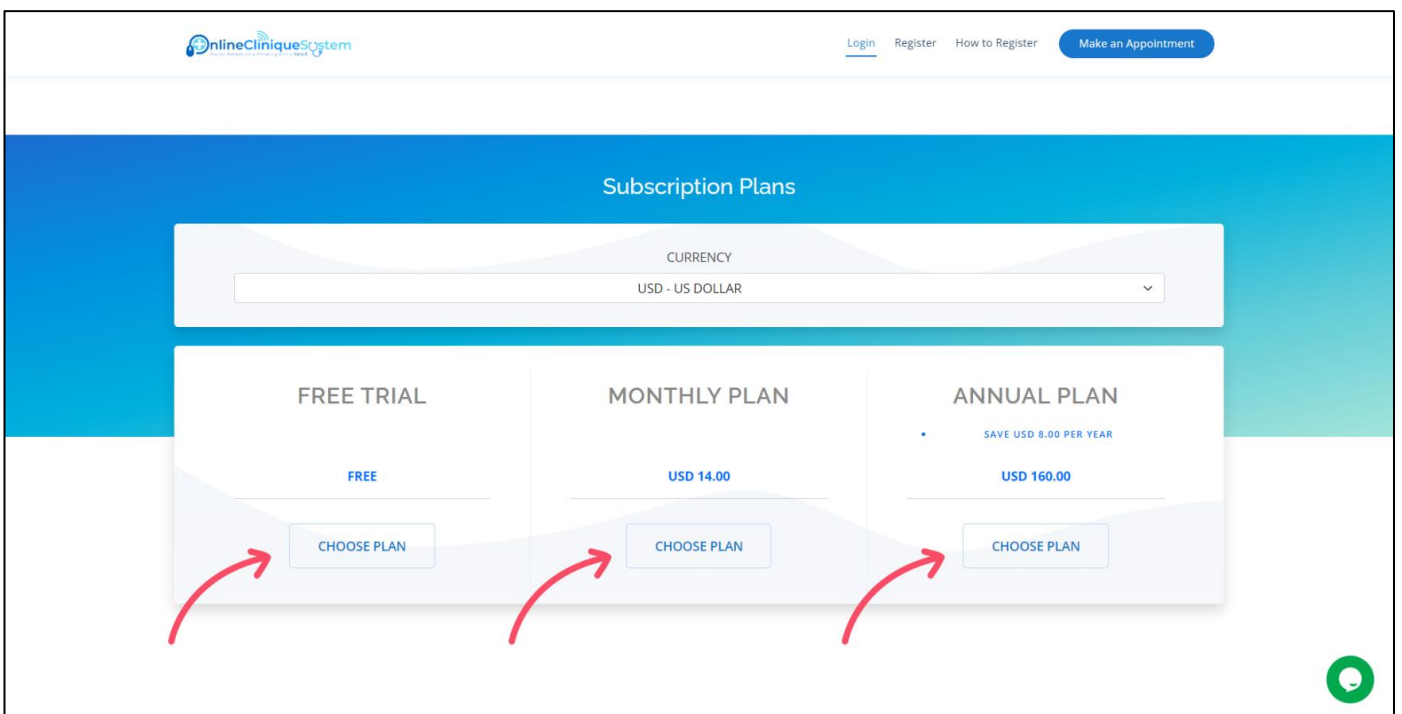 OnlineCliniqueSystem
Login Register How to Register Make an Appointment
Subscription Plans
CURRENCY
USD - US DOLLAR
FREE TRIAL MONTHLY PLAN ANNUAL PLAN
SAVE USD 8.00 PER YEAR
FREE USD 14.00 USD 160.00
CHOOSE PLAN CHOOSE PLAN CHOOSE PLAN